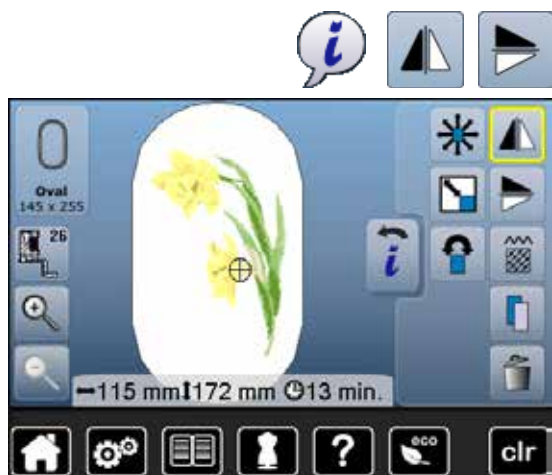 i
Oval
145 x 255
26
i
115 mm 172 mm 13 min.
? eco clr